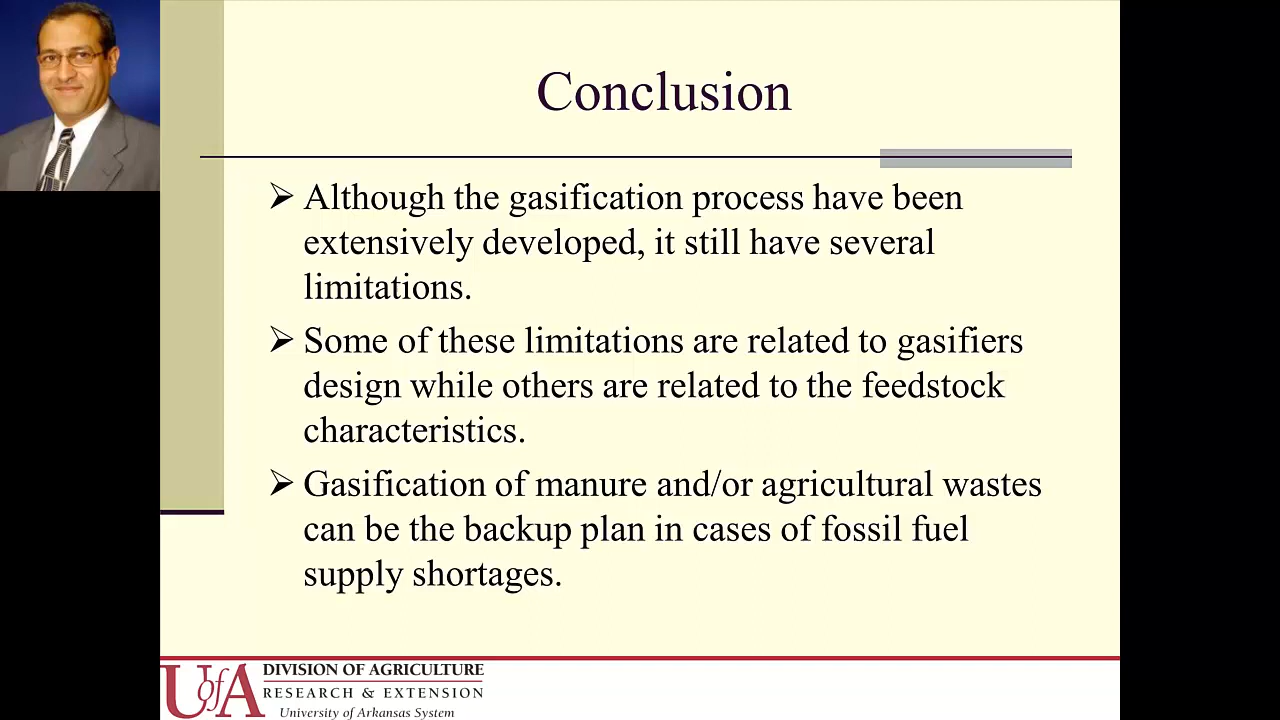 Conclusion
➢ Although the gasification process have been
extensively developed, it still have several
limitations.
➢ Some of these limitations are related to gasifiers
design while others are related to the feedstock
characteristics.
➢ Gasification of manure and/or agricultural wastes
can be the backup plan in cases of fossil fuel
supply shortages.
UofA
DIVISION OF AGRICULTURE
RESEARCH & EXTENSION
University of Arkansas System